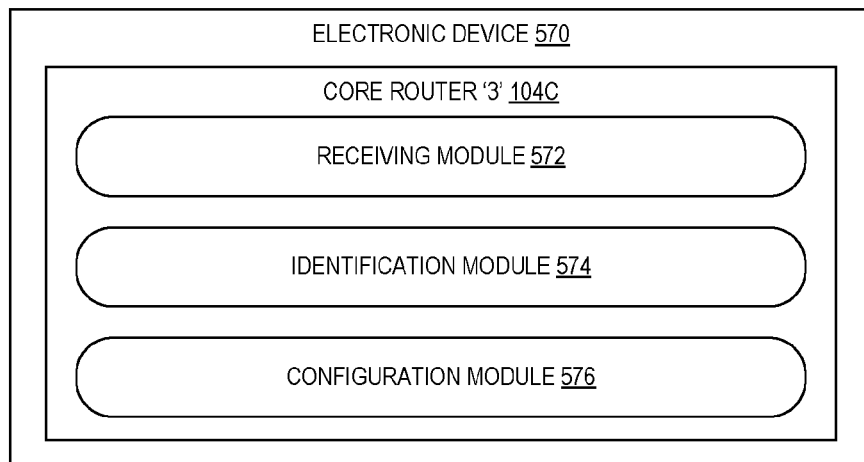 ELECTRONIC DEVICE 570
CORE ROUTER ‘3’ 104C
RECEIVING MODULE 572
IDENTIFICATION MODULE 574
CONFIGURATION MODULE 576